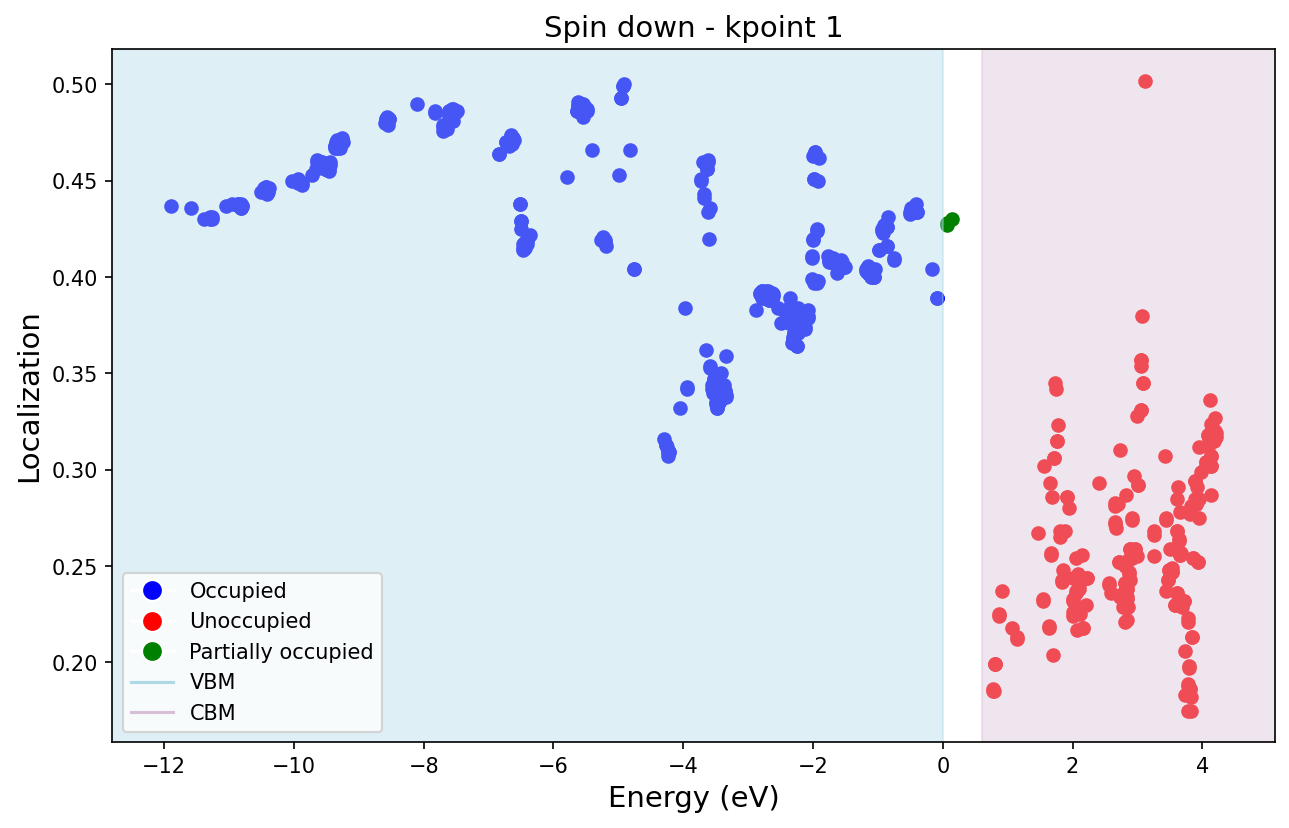 Spin down - kpoint 1
0.50
0.45
0.40
0.35
0.30
0.25
0.20
Localization
Occupied
Unoccupied
Partially occupied
VBM
CBM
−12
−10
−8
−6
−4
−2
0
2
4
Energy (eV)